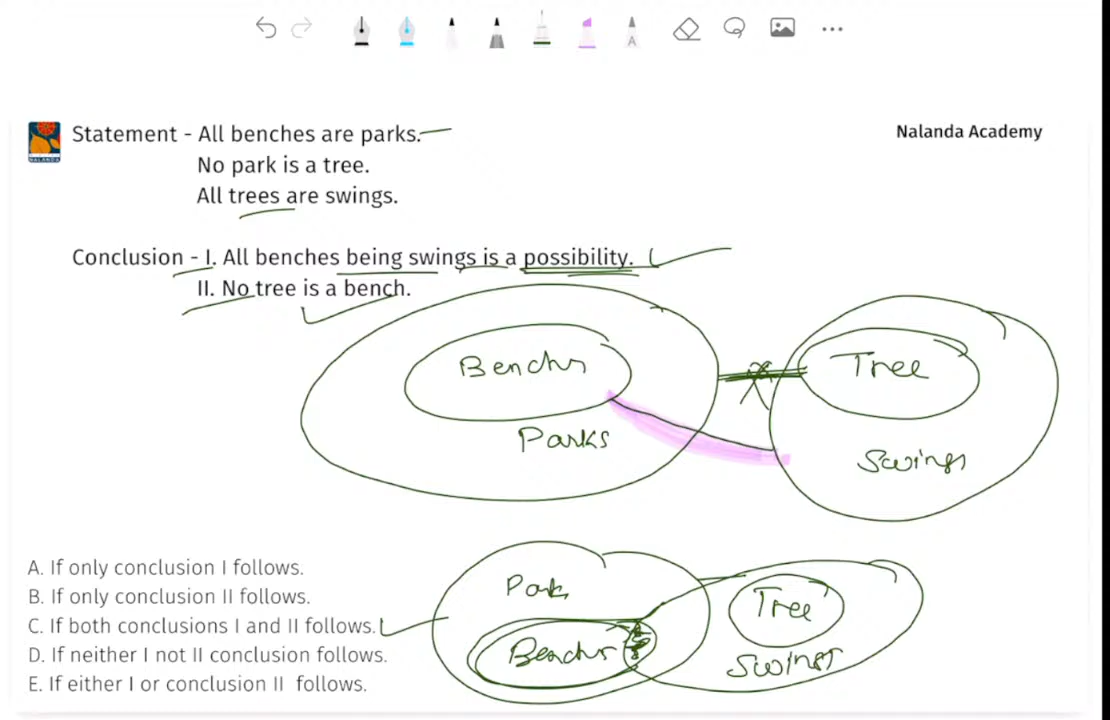 A
Statement - All benches are parks.
Nalanda Academy
NALANDA
No park is a tree.
All trees are swings.
Conclusion - I. All benches being swings is a possibility.
II. No tree is a bench.
Benchs
Tree
Parks
Swings
A. If only conclusion I follows.
B. If only conclusion II follows.
C. If both conclusions I and II follows.
D. If neither I not II conclusion follows.
E. If either I or conclusion II follows.
Park
Tree
Benchs
Swings